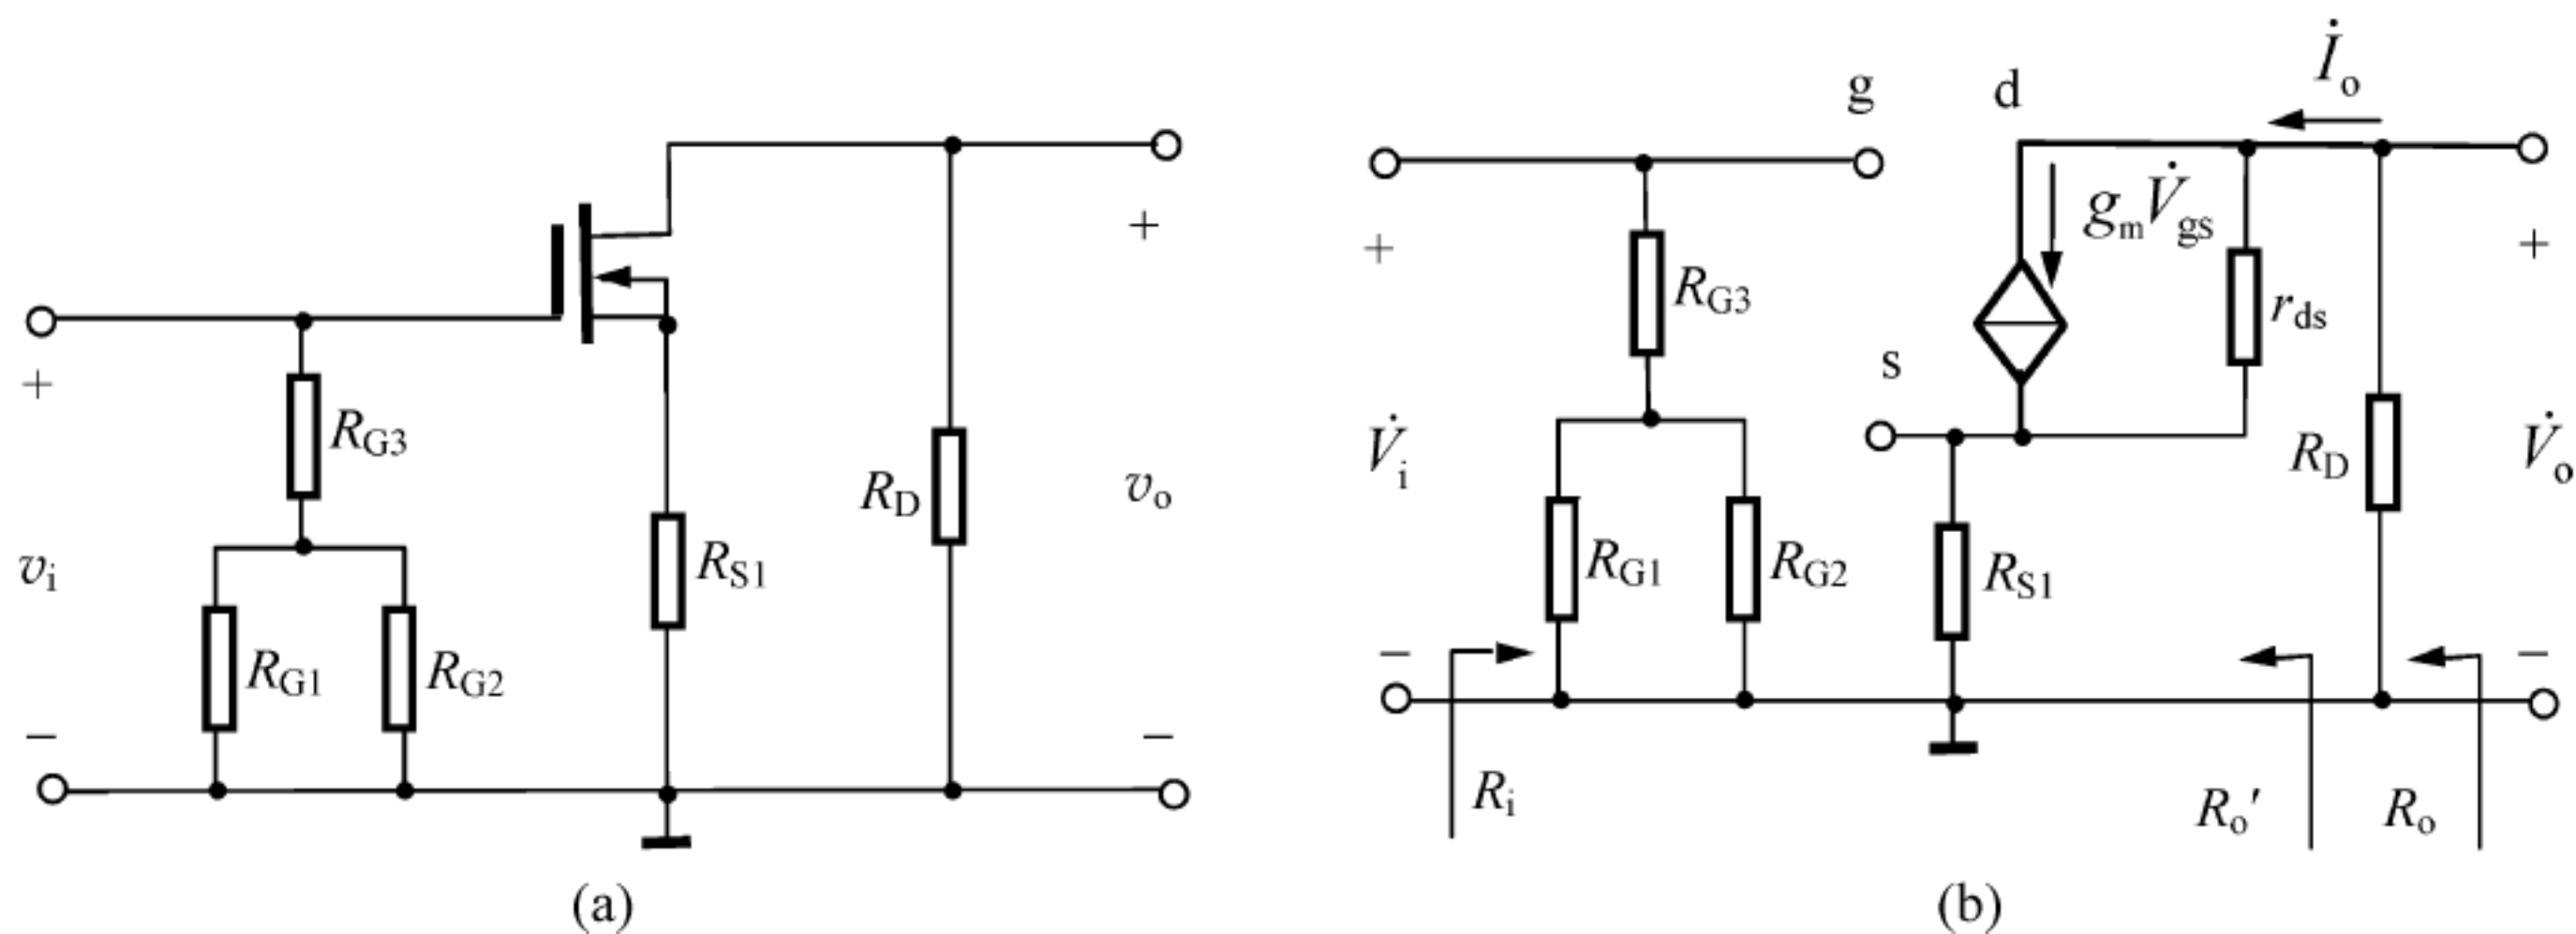 +
v_i
−
R_G3
R_G1
R_G2
R_S1
R_D
+
v_o
−
(a)
+
V̇_i
−
R_i
g
R_G3
R_G1
R_G2
s
d
g_m V̇_gs
r_ds
R_S1
İ_o
R_D
+
V̇_o
−
R_o′
R_o
(b)